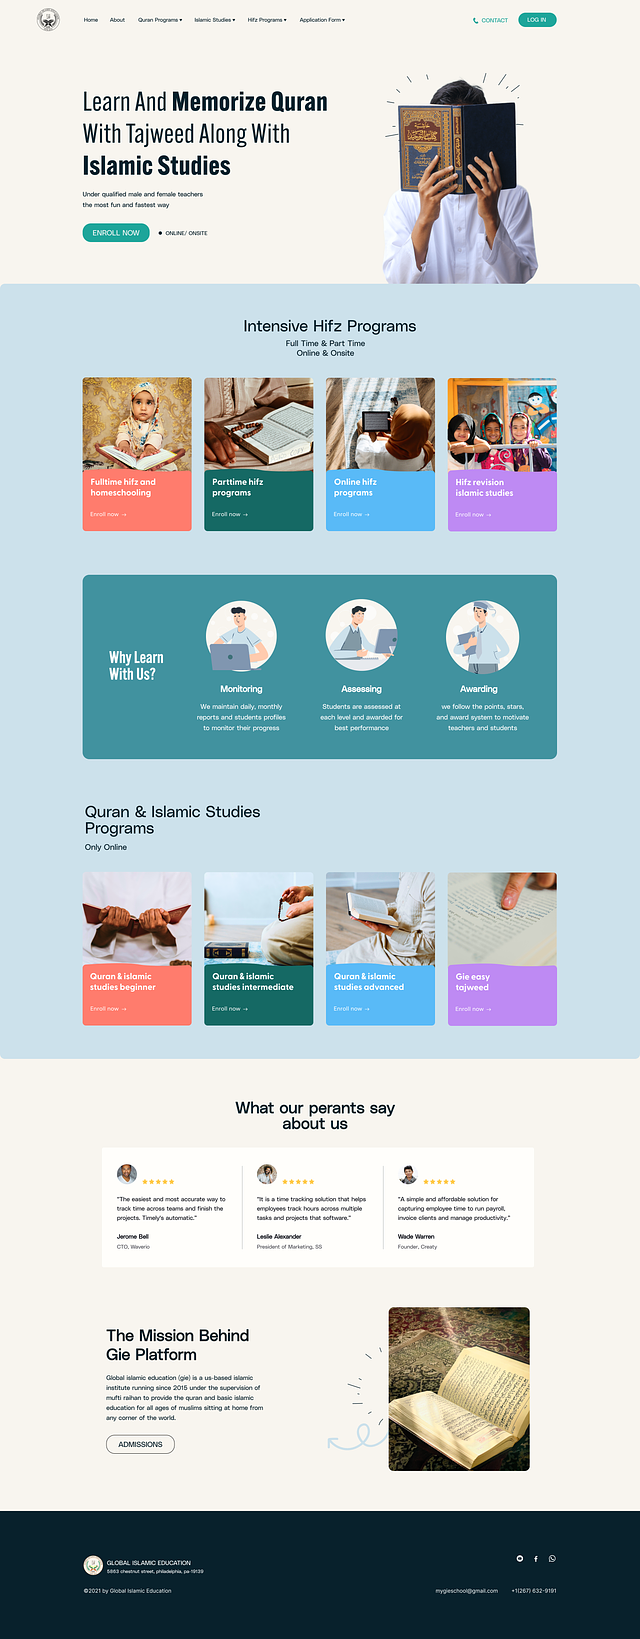 Home About Quran Programs Islamic Studies Hifz Programs Application Form CONTACT LOG IN
Learn And Memorize Quran
With Tajweed Along With
Islamic Studies
Under qualified male and female teachers
the most fun and fastest way
ENROLL NOW ONLINE/ ONSITE
Intensive Hifz Programs
Full Time & Part Time
Online & Onsite
Fulltime hifz and
homeschooling
Enroll now →
Parttime hifz
programs
Enroll now →
Online hifz
programs
Enroll now →
Hifz revision
islamic studies
Enroll now →
Why Learn
With Us?
Monitoring
We maintain daily, monthly
reports and students profiles
to monitor their progress
Assessing
Students are assessed at
each level and awarded for
best performance
Awarding
we follow the points, stars,
and award system to motivate
teachers and students
Quran & Islamic Studies
Programs
Only Online
Quran & islamic
studies beginner
Enroll now →
Quran & islamic
studies intermediate
Enroll now →
Quran & islamic
studies advanced
Enroll now →
Gie easy
tajweed
Enroll now →
What our perants say
about us
"The easiest and most accurate way to
track time across teams and finish the
projects. Timely's automatic."
Jerome Bell
CTO, Waverio
"It is a time tracking solution that helps
employees track hours across multiple
tasks and projects that software."
Leslie Alexander
President of Marketing, SS
"A simple and affordable solution for
capturing employee time to run payroll,
invoice clients and manage productivity."
Wade Warren
Founder, Creaty
The Mission Behind
Gie Platform
Global islamic education (gie) is a us-based islamic
institute running since 2015 under the supervision of
mufti raihan to provide the quran and basic islamic
education for all ages of muslims sitting at home from
any corner of the world.
ADMISSIONS
GLOBAL ISLAMIC EDUCATION
5863 chestnut street, philadelphia, pa 19139
©2021 by Global Islamic Education
mygieschool@gmail.com +1(267) 632-9191